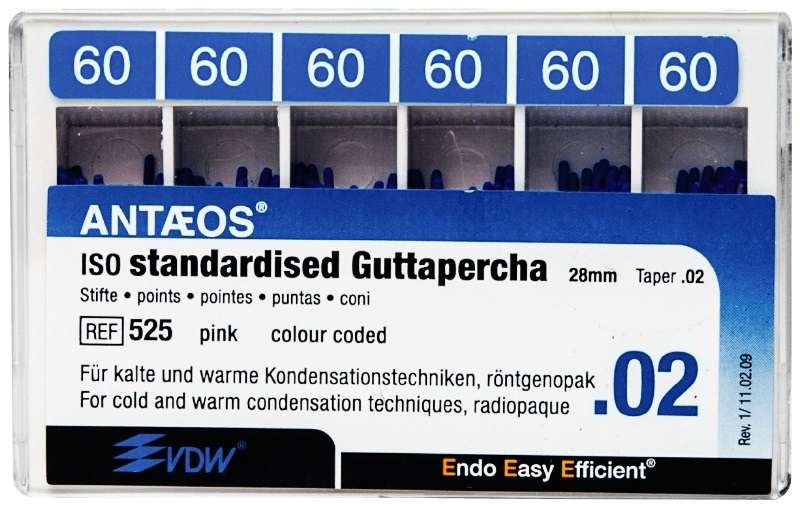 60 60 60 60 60 60
ANTÆOS®
ISO standardised Guttapercha 28mm Taper .02
Stifte • points • pointes • puntas • coni
REF 525 pink colour coded
Für kalte und warme Kondensationstechniken, röntgenopak
For cold and warm condensation techniques, radiopaque
.02
Rev. 1/ 11.02.09
VDW®
Endo Easy Efficient®